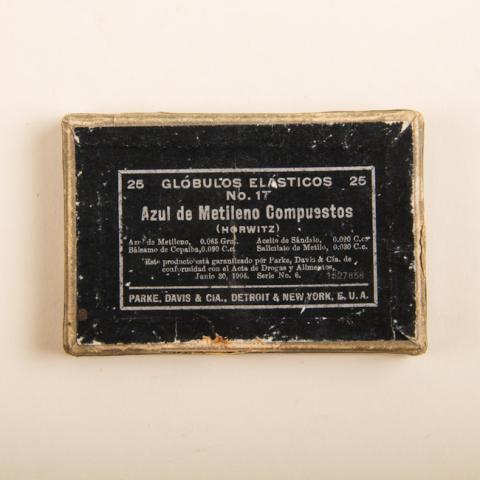 25 GLÓBULOS ELÁSTICOS 25
No. 17
Azul de Metileno Compuestos
(HORWITZ)
Azul de Metileno, 0.065 Grm. Aceite de Sándalo, 0.020 C.c.
Bálsamo de Copaiba, 0.090 C.c. Salicilato de Metilo, 0.030 C.c.
Este producto está garantizado por Parke, Davis & Cía. de
conformidad con el Acta de Drogas y Alimentos,
Junio 30, 1906. Serie No. 6. 1527858
PARKE, DAVIS & CIA., DETROIT & NEW YORK, E. U. A.